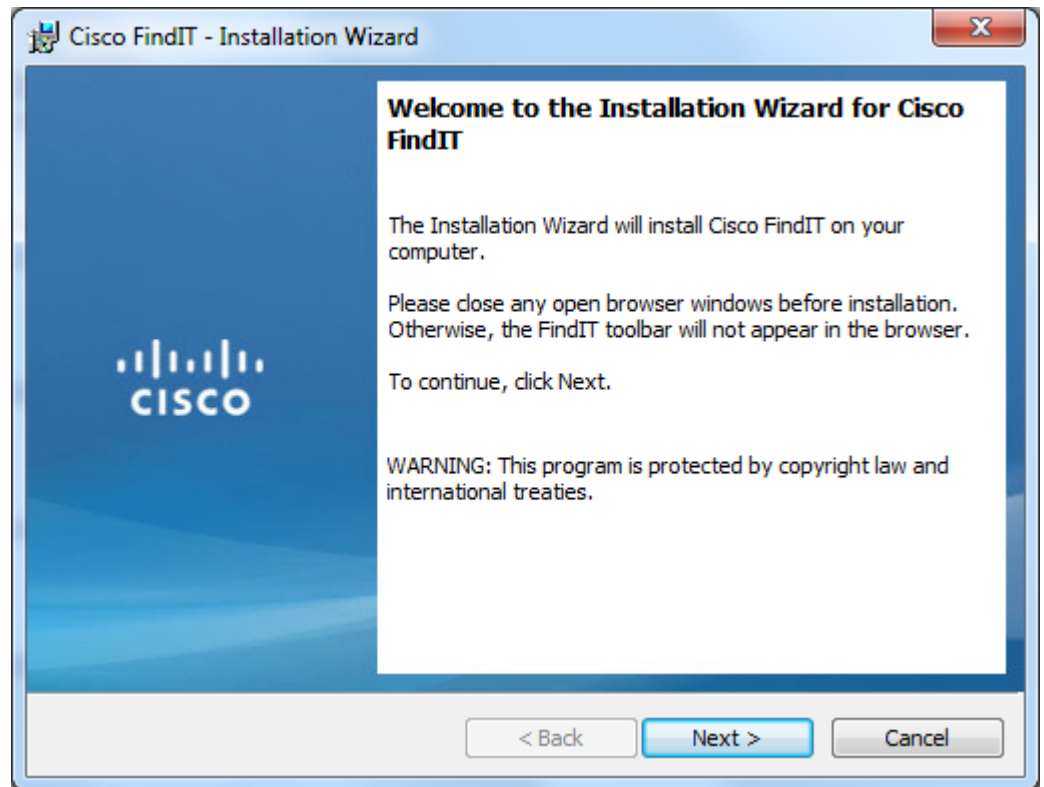 Cisco FindIT - Installation Wizard
Welcome to the Installation Wizard for Cisco
FindIT
The Installation Wizard will install Cisco FindIT on your
computer.
Please close any open browser windows before installation.
Otherwise, the FindIT toolbar will not appear in the browser.
To continue, click Next.
CISCO
WARNING: This program is protected by copyright law and
international treaties.
< Back
Next >
Cancel